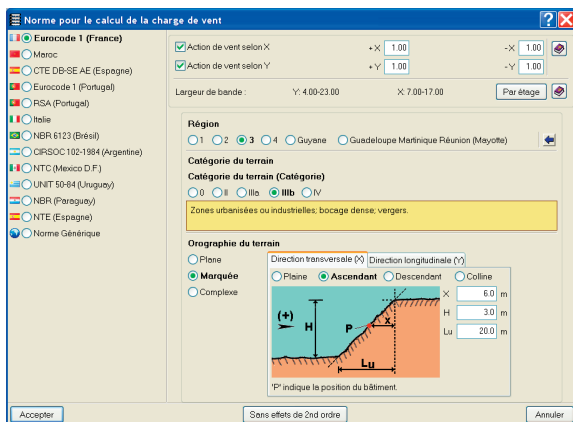 Norme pour le calcul de la charge de vent
Eurocode 1 (France)
Maroc
CTE DB-SE AE (Espagne)
Eurocode 1 (Portugal)
RSA (Portugal)
Italie
NBR 6123 (Brésil)
CIRSOC 102-1984 (Argentine)
NTC (Mexico D.F.)
UNIT 50-84 (Uruguay)
NBR (Paraguay)
NTE (Espagne)
Norme Générique
Action de vent selon X +X 1.00 -X 1.00
Action de vent selon Y +Y 1.00 -Y 1.00
Largeur de bande : Y: 4.00-23.00 X: 7.00-17.00 Par étage
Région
1 2 3 4 Guyane Guadeloupe Martinique Réunion (Mayotte)
Catégorie du terrain
Catégorie du terrain (Catégorie)
0 II IIIa IIIb IV
Zones urbanisées ou industrielles; bocage dense; vergers.
Orographie du terrain
Plane
Marquée
Complexe
Direction transversale (X) Direction longitudinale (Y)
Plaine Ascendant Descendant Colline
X 6.0 m
H 3.0 m
Lu 20.0 m
(+) H P x
Lu
'P' indique la position du bâtiment.
Accepter Sans effets de 2nd ordre Annuler